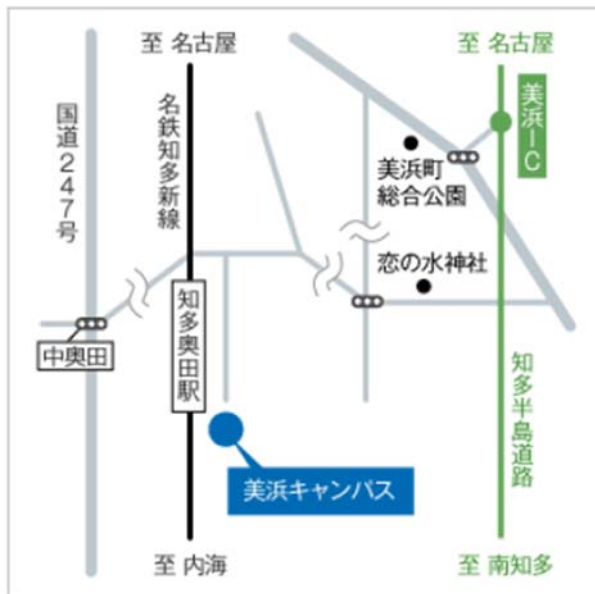 至 名古屋
至 名古屋
国道247号
名鉄知多新線
美浜IC
美浜町
総合公園
恋の水神社
知多奥田駅
中奥田
知多半島道路
美浜キャンパス
至 内海
至 南知多